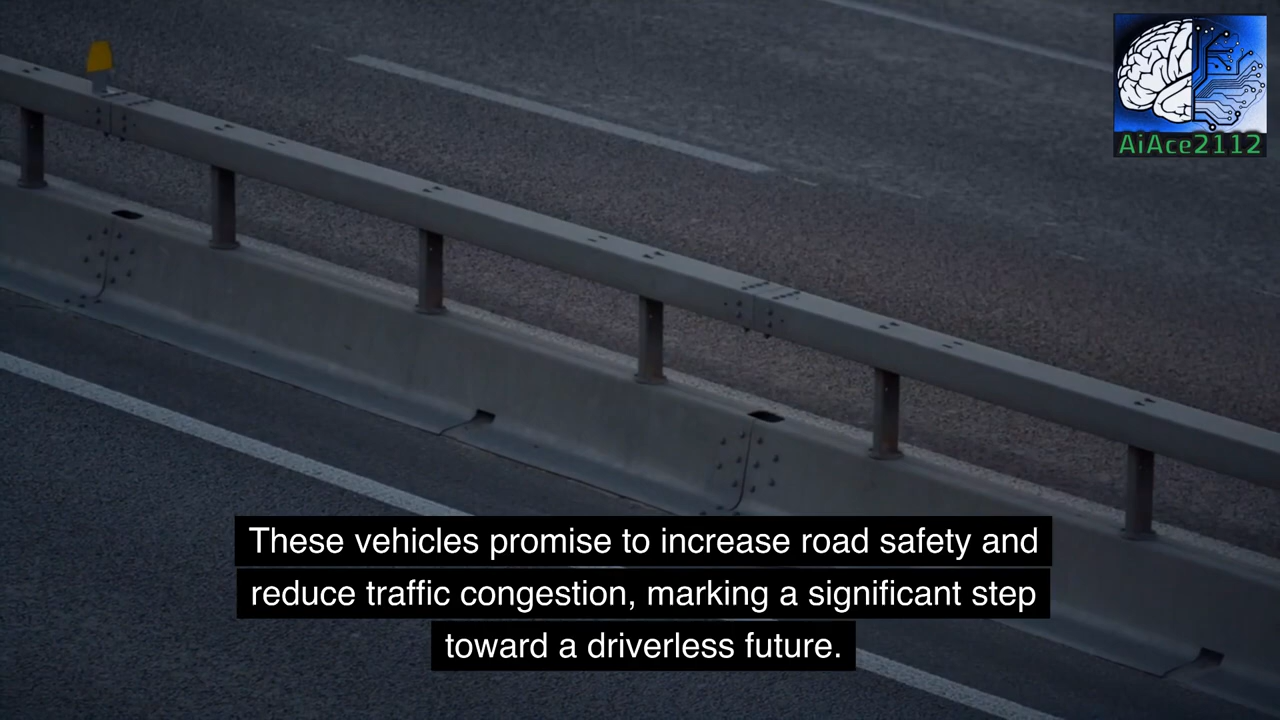 AiAce2112
These vehicles promise to increase road safety and
reduce traffic congestion, marking a significant step
toward a driverless future.